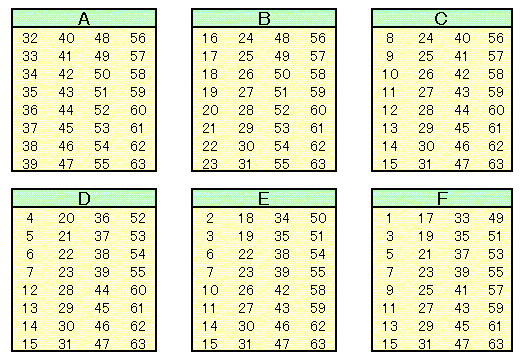 A
32 40 48 56
33 41 49 57
34 42 50 58
35 43 51 59
36 44 52 60
37 45 53 61
38 46 54 62
39 47 55 63
B
16 24 48 56
17 25 49 57
18 26 50 58
19 27 51 59
20 28 52 60
21 29 53 61
22 30 54 62
23 31 55 63
C
8 24 40 56
9 25 41 57
10 26 42 58
11 27 43 59
12 28 44 60
13 29 45 61
14 30 46 62
15 31 47 63
D
4 20 36 52
5 21 37 53
6 22 38 54
7 23 39 55
12 28 44 60
13 29 45 61
14 30 46 62
15 31 47 63
E
2 18 34 50
3 19 35 51
6 22 38 54
7 23 39 55
10 26 42 58
11 27 43 59
14 30 46 62
15 31 47 63
F
1 17 33 49
3 19 35 51
5 21 37 53
7 23 39 55
9 25 41 57
11 27 43 59
13 29 45 61
15 31 47 63